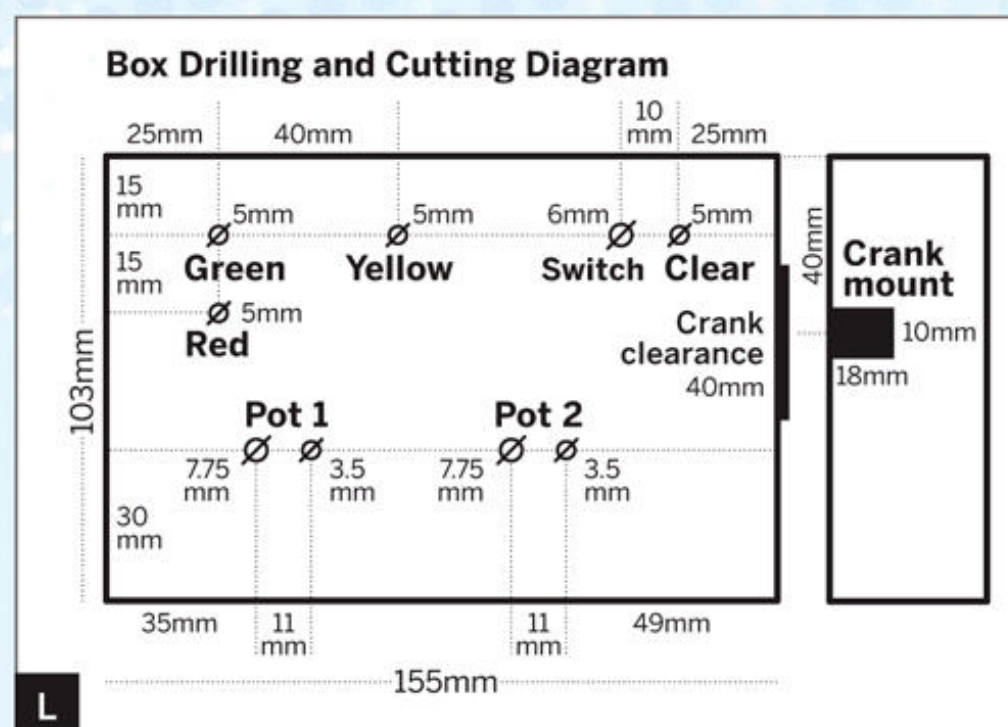 Box Drilling and Cutting Diagram
25mm
40mm
10
mm
25mm
15
mm
5mm
5mm
6mm
5mm
Green
Yellow
Switch
Clear
15
mm
5mm
Red
103mm
Crank
clearance
40mm
40mm
Crank
mount
10mm
18mm
Pot 1
Pot 2
7.75
mm
3.5
mm
7.75
mm
3.5
mm
30
mm
35mm
11
mm
11
mm
49mm
155mm
L